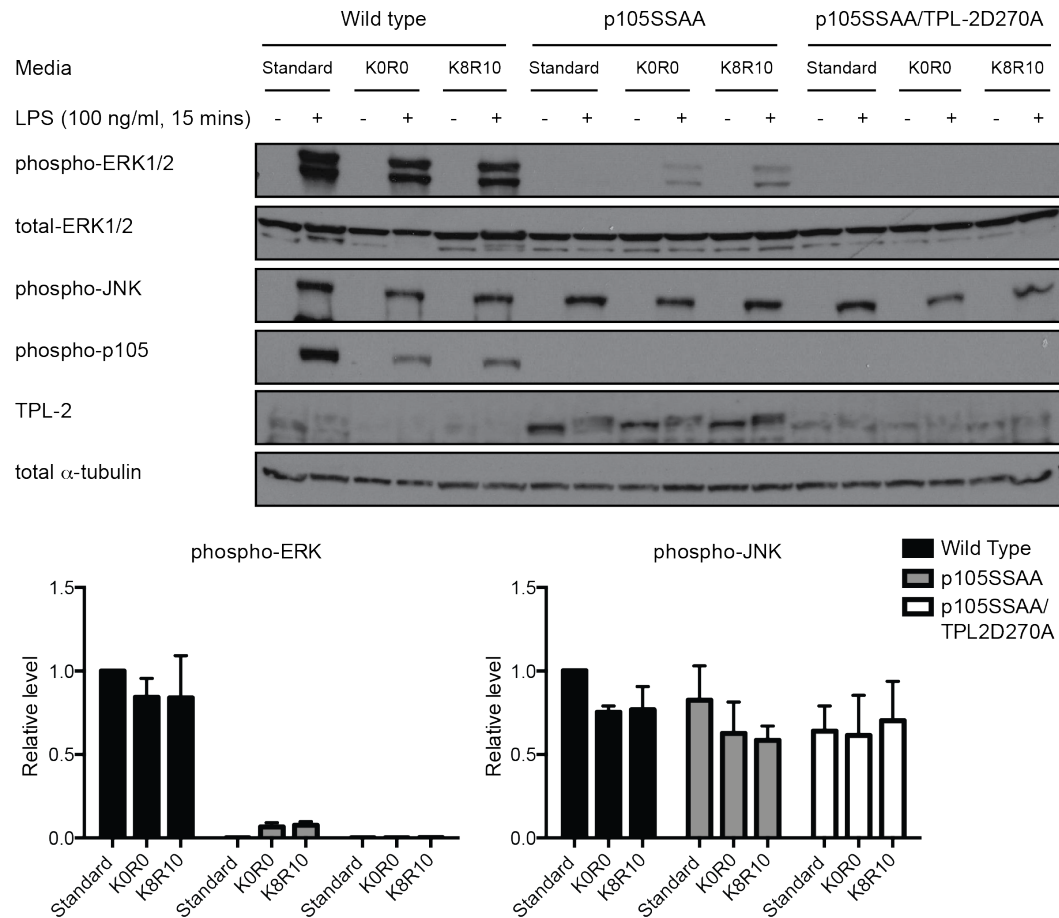 Wild type p105SSAA p105SSAA/TPL-2D270A
Media Standard K0R0 K8R10 Standard K0R0 K8R10 Standard K0R0 K8R10
LPS (100 ng/ml, 15 mins) - + - + - + - + - + - + - + - + - +
phospho-ERK1/2
total-ERK1/2
phospho-JNK
phospho-p105
TPL-2
total α-tubulin
phospho-ERK
1.5
1.0
0.5
0.0
Relative level
Standard K0R0 K8R10 Standard K0R0 K8R10 Standard K0R0 K8R10
phospho-JNK
1.5
1.0
0.5
0.0
Relative level
Standard K0R0 K8R10 Standard K0R0 K8R10 Standard K0R0 K8R10
Wild Type
p105SSAA
p105SSAA/
TPL2D270A